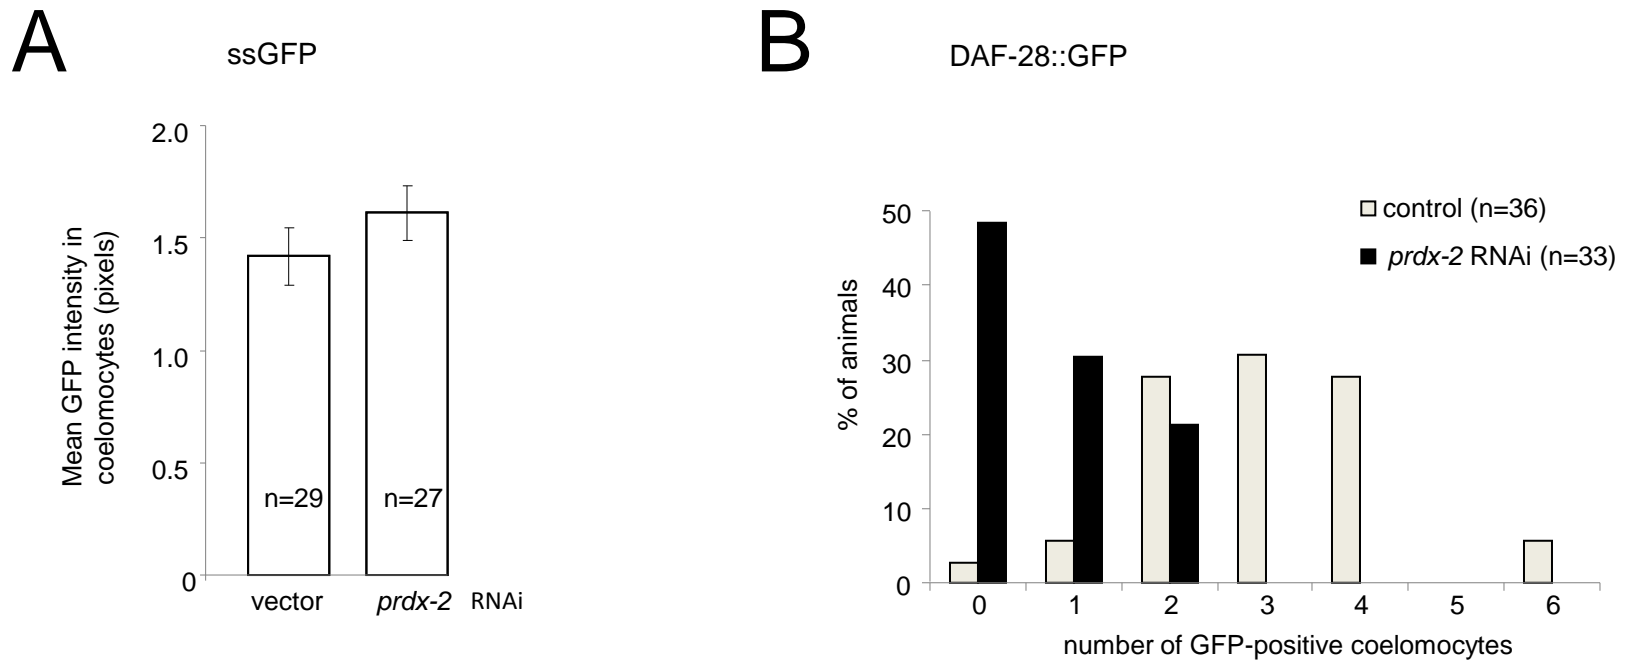 A
ssGFP
2.0
1.5
1.0
0.5
0
Mean GFP intensity in
coelomocytes (pixels)
n=29
n=27
vector
prdx-2
RNAi
B
DAF-28::GFP
control (n=36)
prdx-2 RNAi (n=33)
50
40
30
20
10
0
% of animals
0 1 2 3 4 5 6
number of GFP-positive coelomocytes